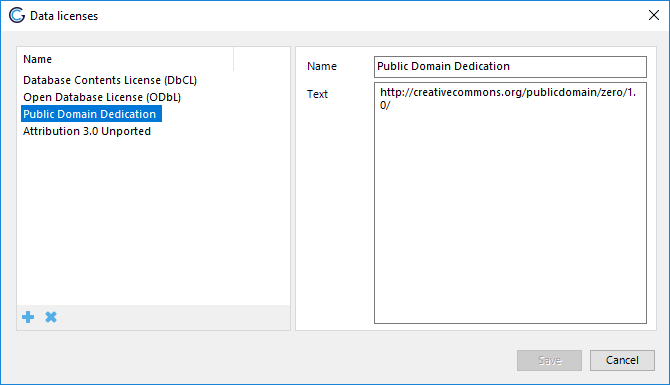 Data licenses
Name
Database Contents License (DbCL)
Open Database License (ODbL)
Public Domain Dedication
Attribution 3.0 Unported
Name
Public Domain Dedication
Text
http://creativecommons.org/publicdomain/zero/1.
0/
Save
Cancel